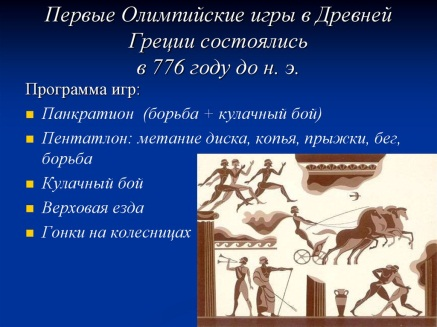 Первые Олимпийские игры в Древней
Греции состоялись
в 776 году до н. э.
Программа игр:
Панкратион (борьба + кулачный бой)
Пентатлон: метание диска, копья, прыжки, бег,
борьба
Кулачный бой
Верховая езда
Гонки на колесницах